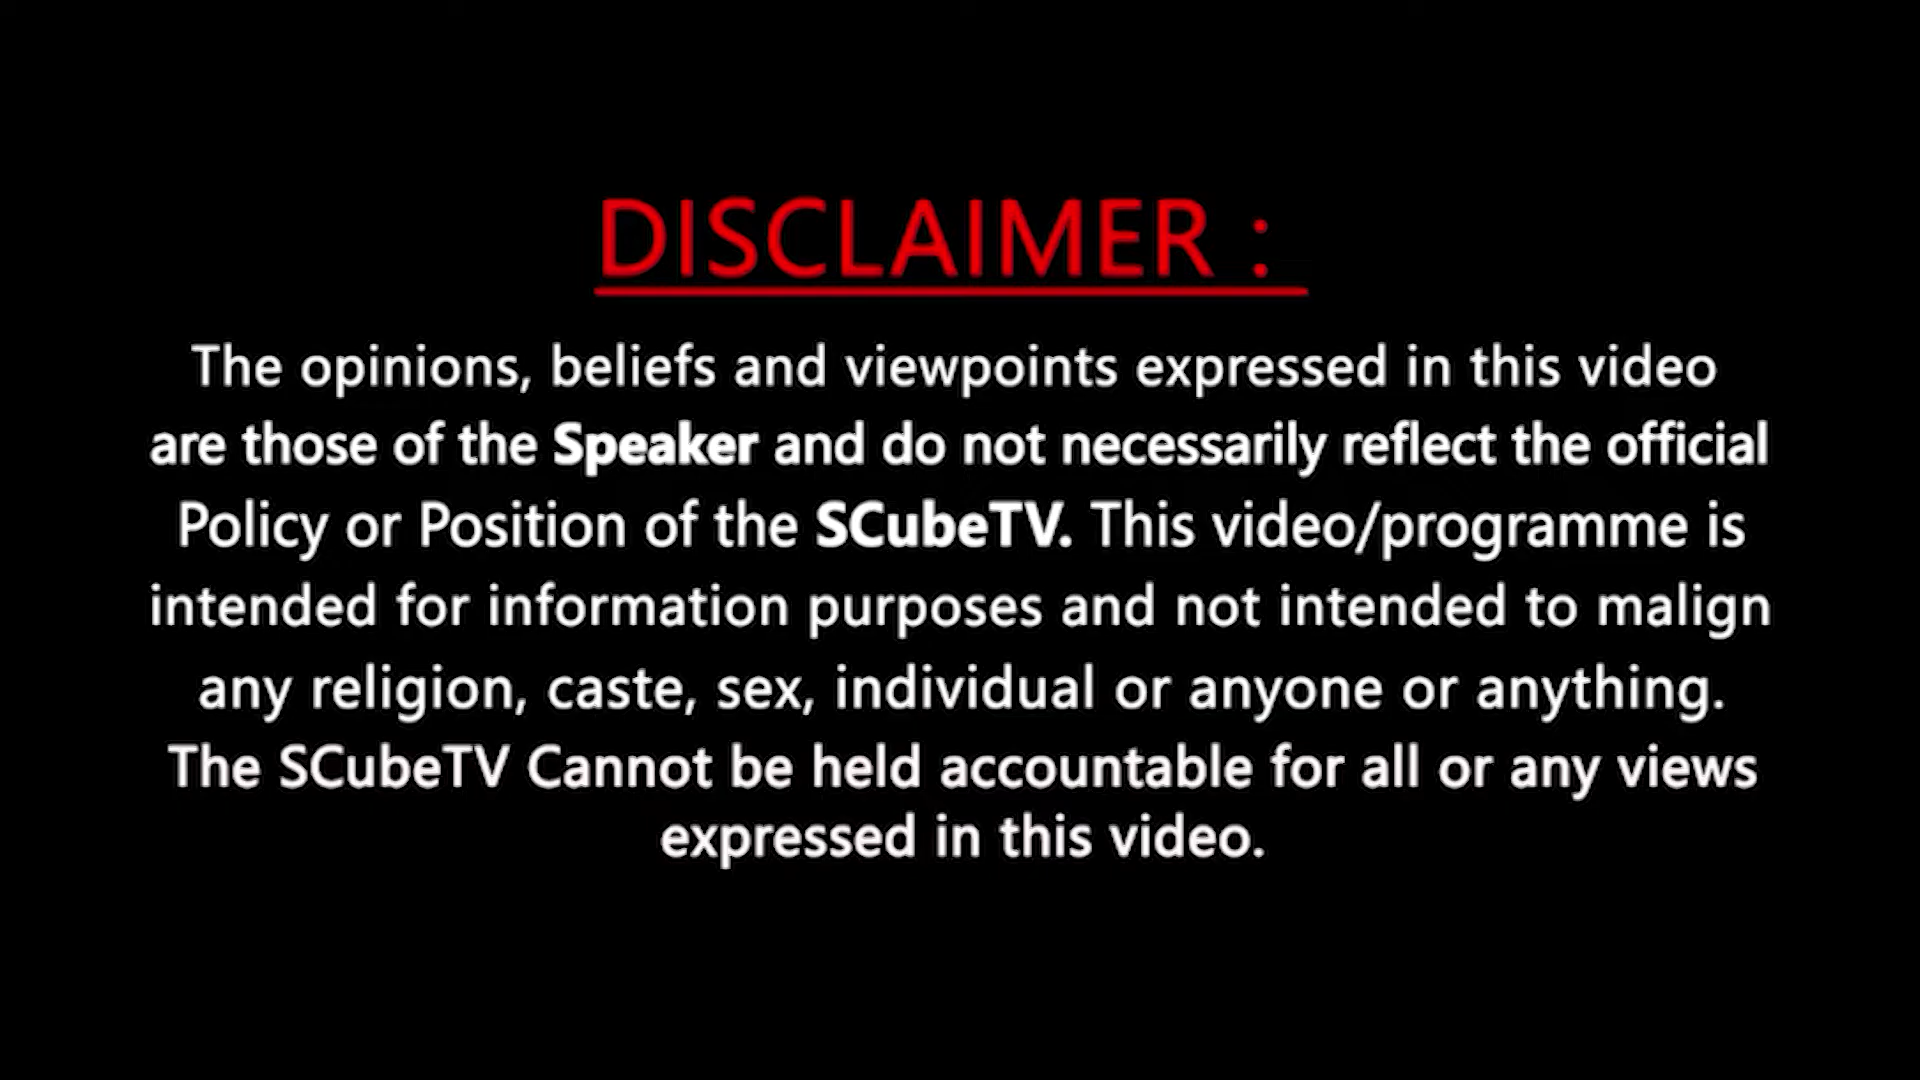 DISCLAIMER :
The opinions, beliefs and viewpoints expressed in this video
are those of the Speaker and do not necessarily reflect the official
Policy or Position of the SCubeTV. This video/programme is
intended for information purposes and not intended to malign
any religion, caste, sex, individual or anyone or anything.
The SCubeTV Cannot be held accountable for all or any views
expressed in this video.